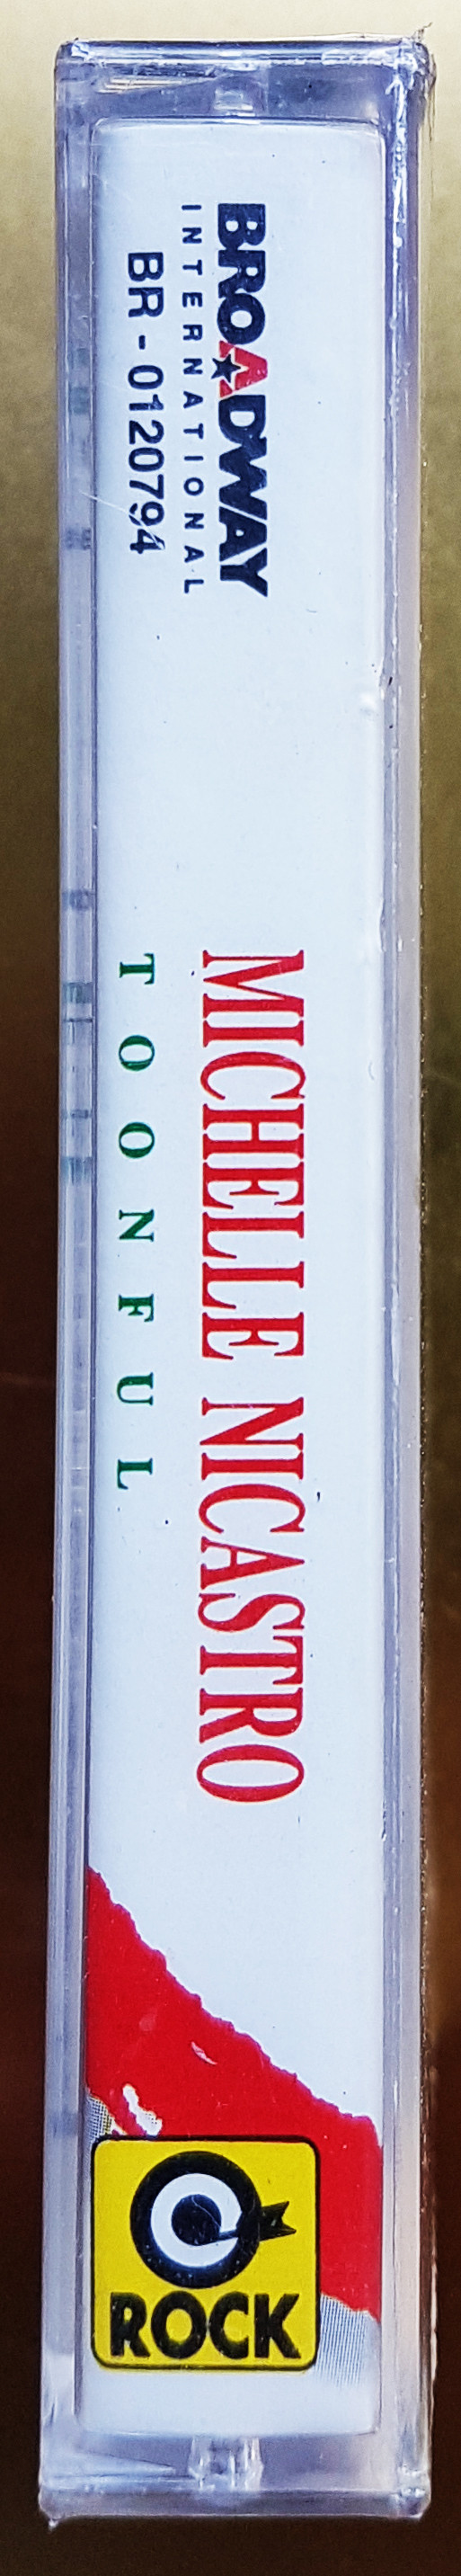 BROADWAY
INTERNATIONAL
BR - 0120794
MICHELLE NICASTRO
TOONFUL
ROCK